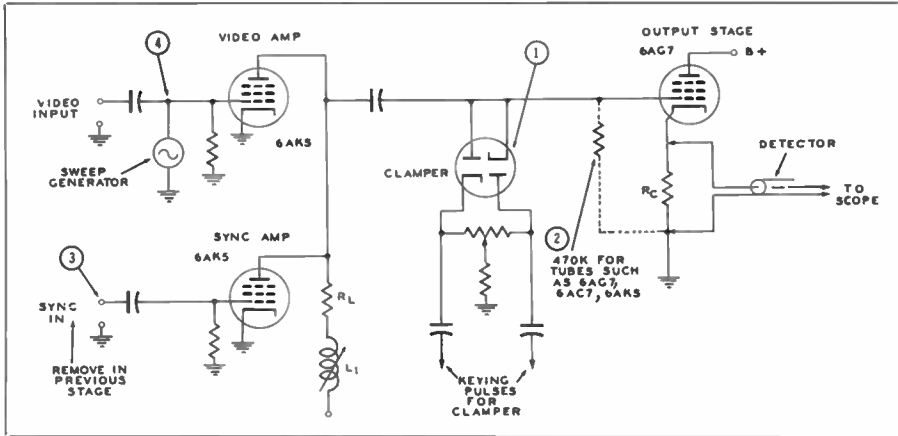 VIDEO AMP
4
VIDEO
INPUT
6AK5
SWEEP
GENERATOR
SYNC AMP
6AK5
3
SYNC
IN
REMOVE IN
PREVIOUS
STAGE
RL
L1
1
CLAMPER
KEYING
PULSES
FOR
CLAMPER
2
470K FOR
TUBES SUCH
AS 6AG7,
6AC7, 6AK5
OUTPUT STAGE
6AG7
B+
RC
DETECTOR
TO
SCOPE